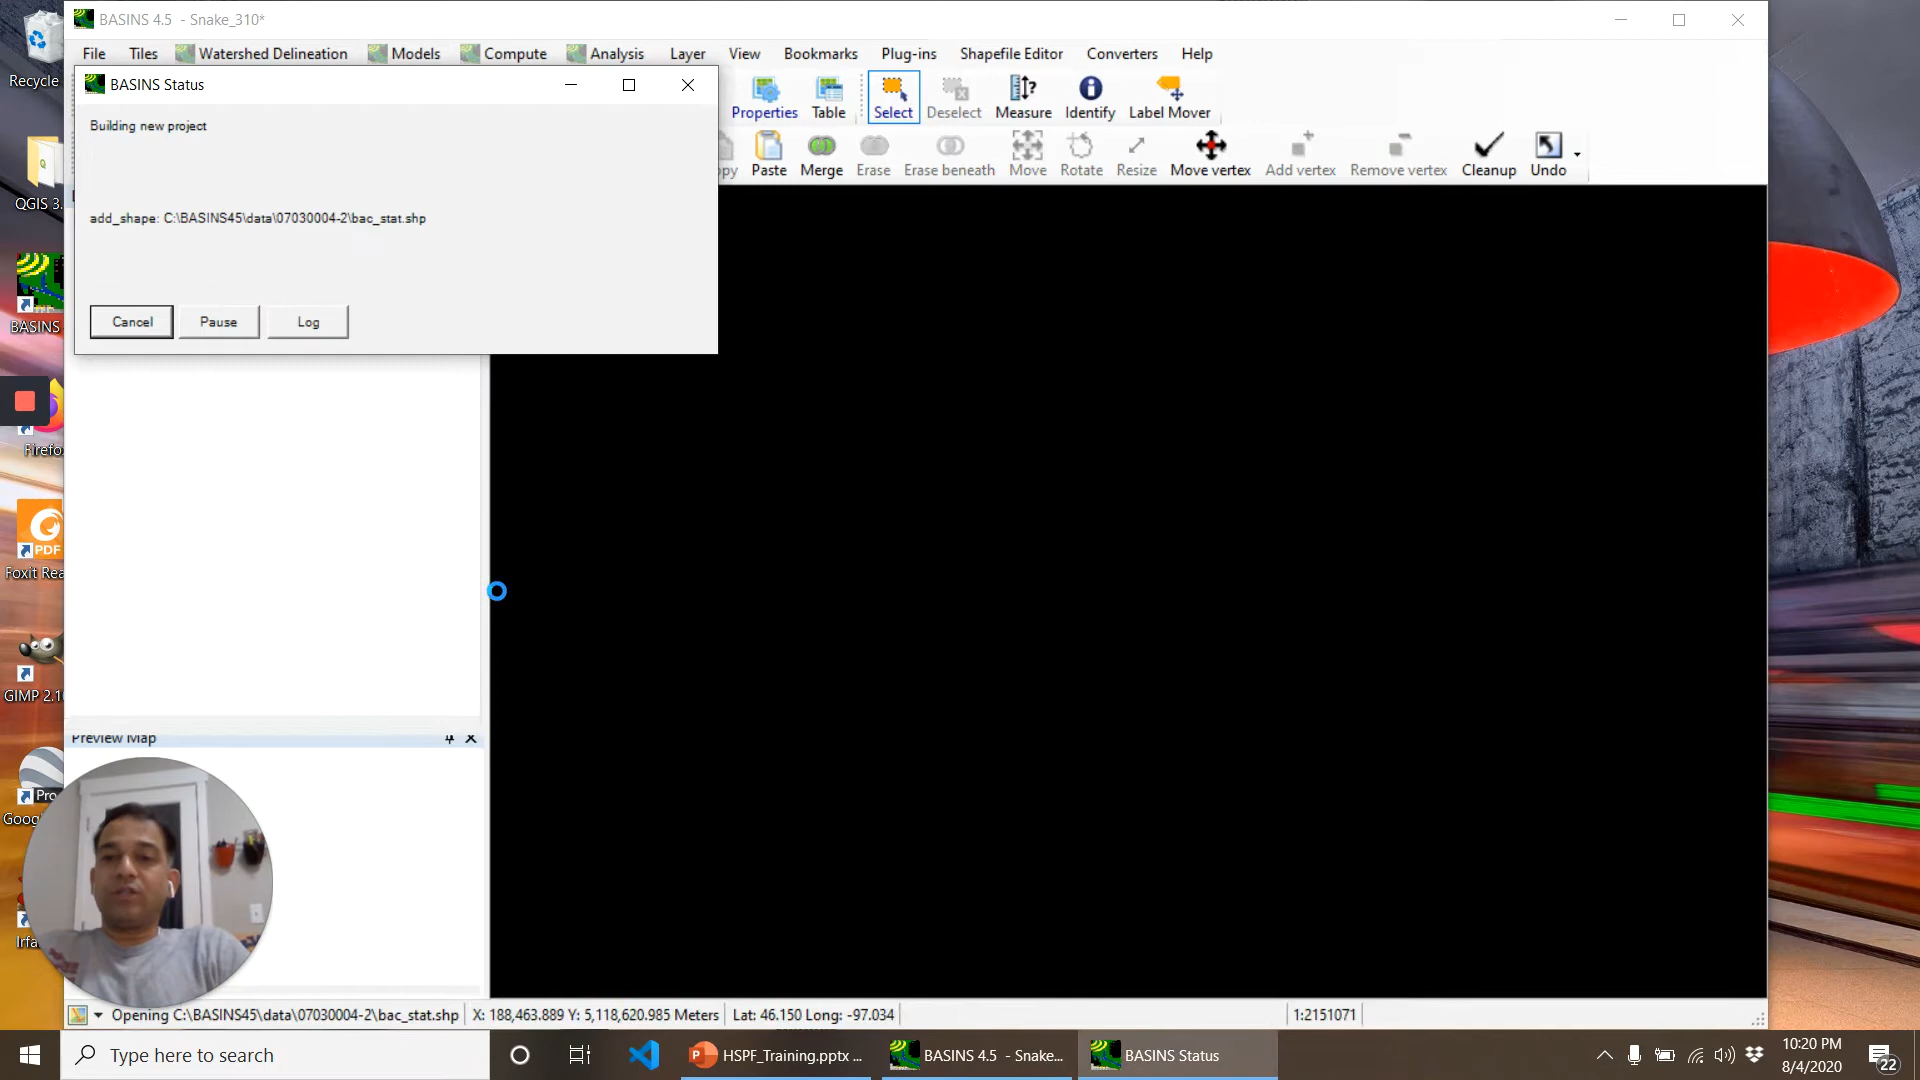 BASINS 4.5 - Snake_310*
File Tiles Watershed Delineation Models Compute Analysis Layer View Bookmarks Plug-ins Shapefile Editor Converters Help
BASINS Status
Properties Table Select Deselect Measure Identify Label Mover
Building new project
Paste Merge Erase Erase beneath Move Rotate Resize Move vertex Add vertex Remove vertex Cleanup Undo
add_shape: C:\BASINS45\data\07030004-2\bac_stat.shp
Cancel Pause Log
Recycle
QGIS 3.
BASINS
Firefo
PDF
Foxit Rea
GIMP 2.1
Pro
Goog
Irfa
Preview Map
Opening C:\BASINS45\data\07030004-2\bac_stat.shp X: 188,463.889 Y: 5,118,620.985 Meters Lat: 46.150 Long: -97.034 1:2151071
Type here to search
HSPF_Training.pptx ...
BASINS 4.5 - Snake...
BASINS Status
10:20 PM
8/4/2020
22